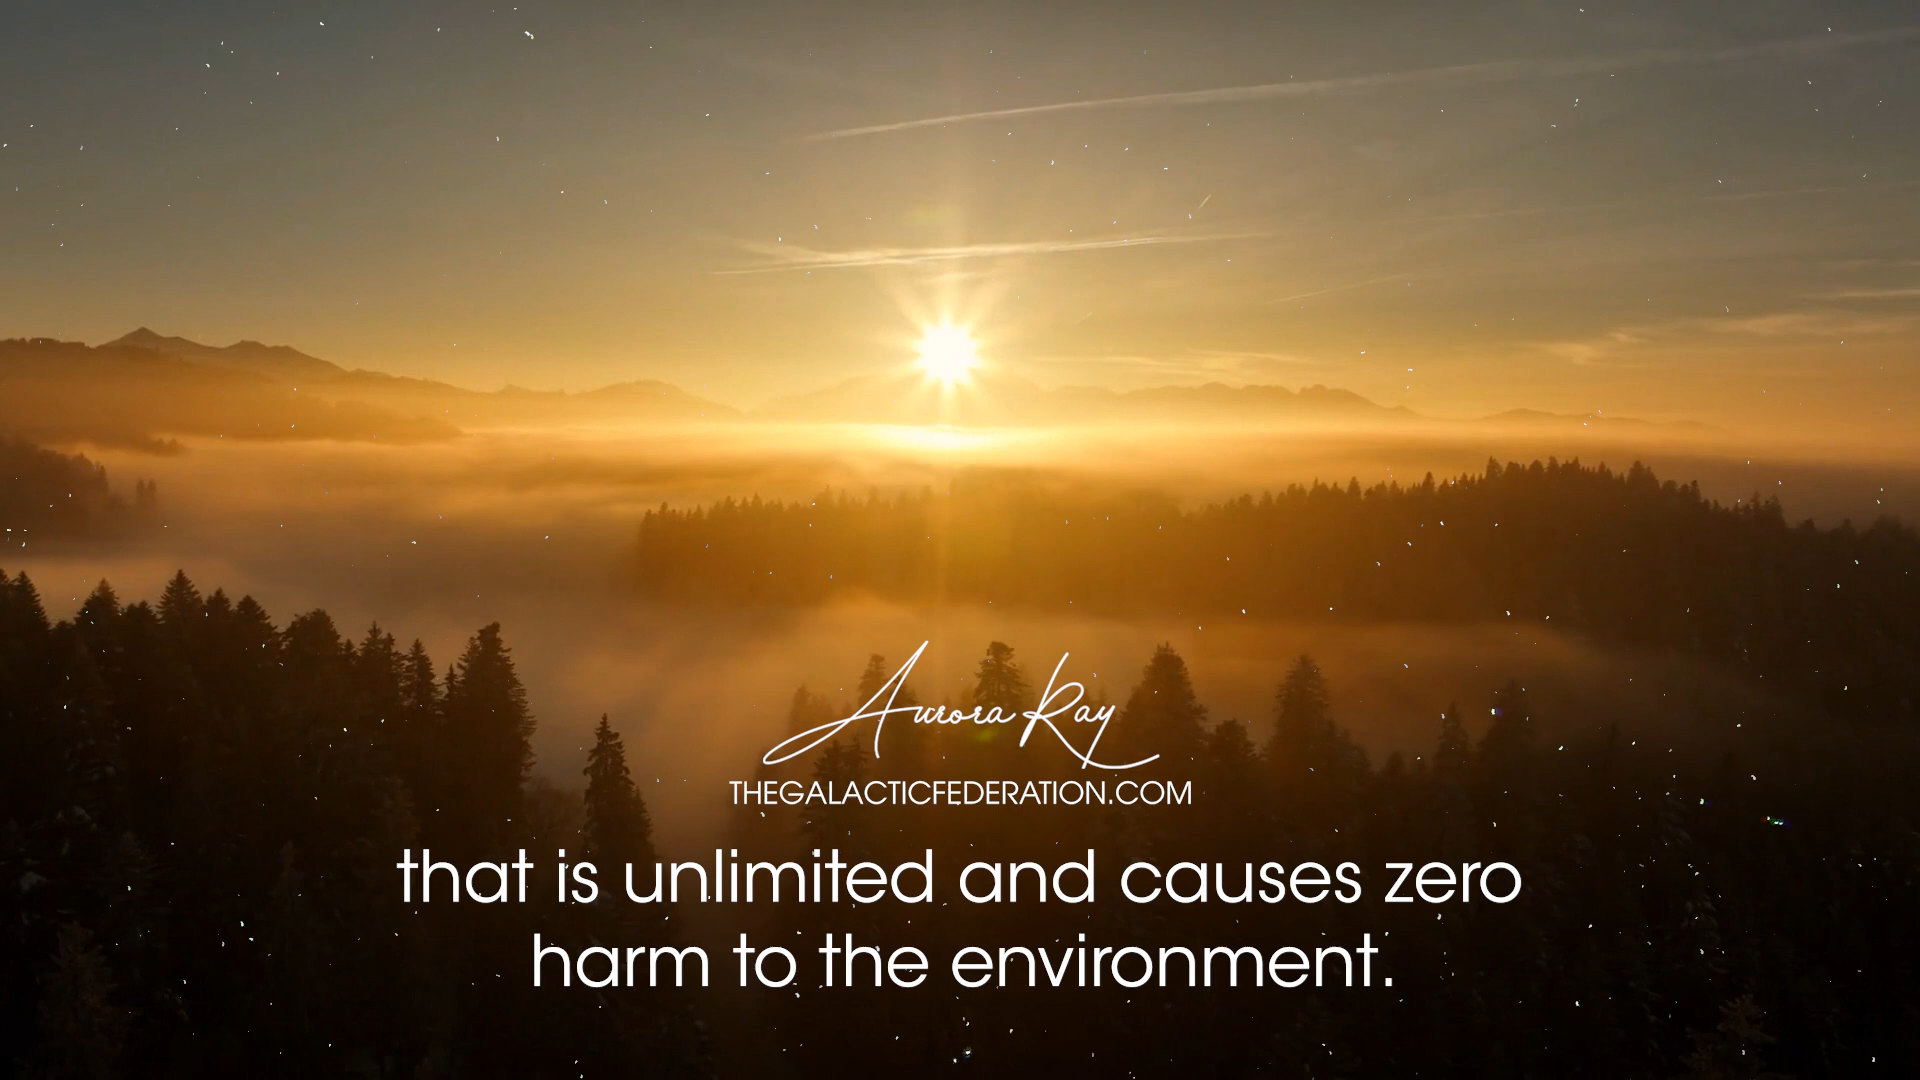 Aurora Ray
THEGALACTICFEDERATION.COM
that is unlimited and causes zero
harm to the environment.